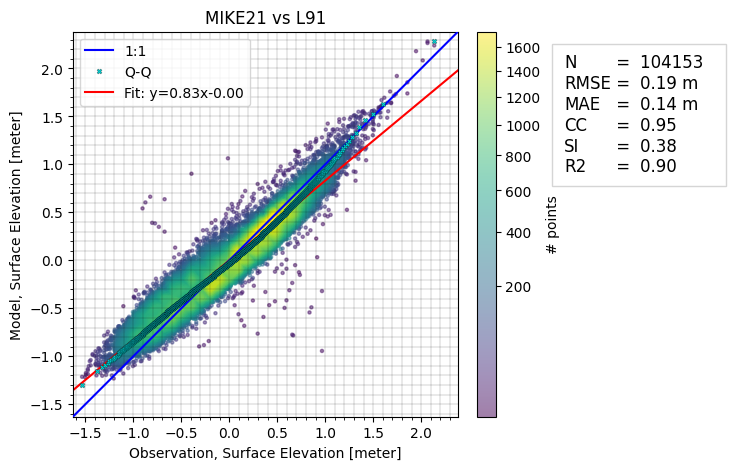 MIKE21 vs L91
1:1
Q-Q
Fit: y=0.83x-0.00
Model, Surface Elevation [meter]
2.0
1.5
1.0
0.5
0.0
−0.5
−1.0
−1.5
−1.5 −1.0 −0.5 0.0 0.5 1.0 1.5 2.0
Observation, Surface Elevation [meter]
1600
1400
1200
1000
800
600
400
200
# points
N = 104153
RMSE = 0.19 m
MAE = 0.14 m
CC = 0.95
SI = 0.38
R2 = 0.90